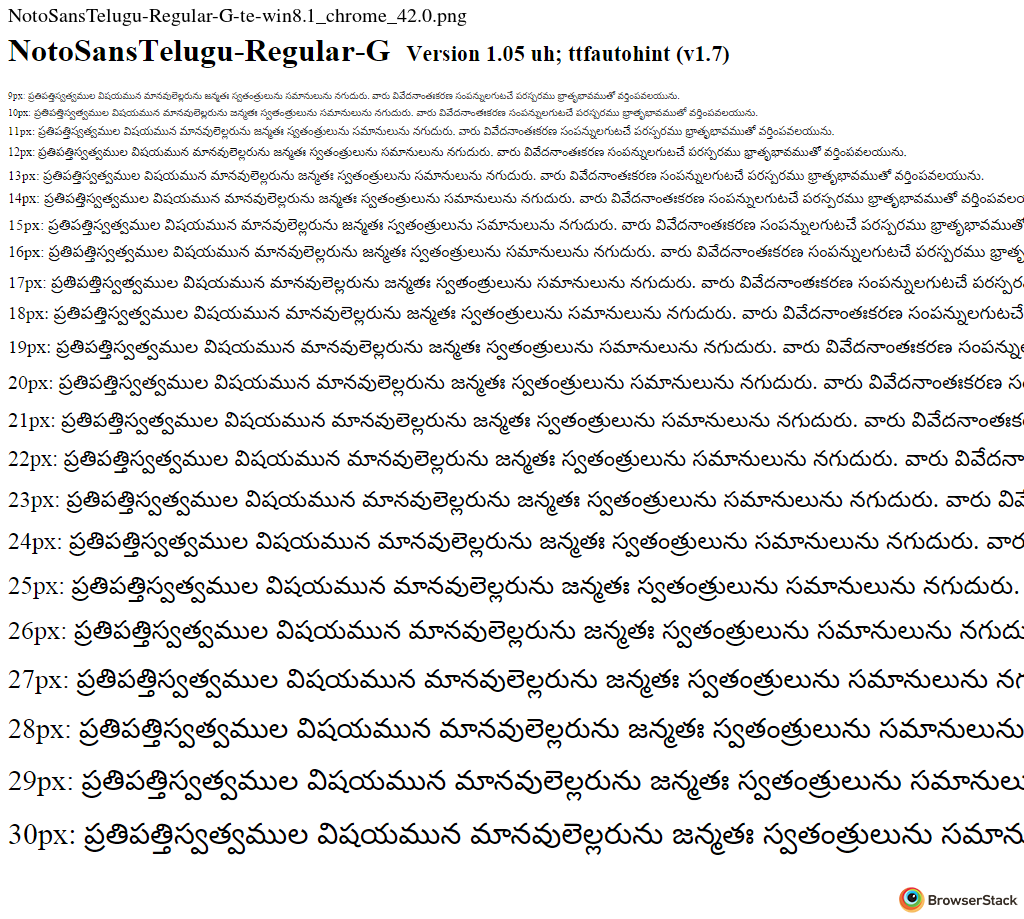 NotoSansTelugu-Regular-G-te-win8.1_chrome_42.0.png
NotoSansTelugu-Regular-G Version 1.05 uh; ttfautohint (v1.7)
9px: ప్రతిపత్తిస్వత్వముల విషయమున మానవులెల్లరును జన్మతః స్వతంత్రులును సమానులును నగుదురు. వారు వివేదనాంతఃకరణ సంపన్నులగుటచే పరస్పరము భ్రాతృభావముతో వర్తింపవలయును.
10px: ప్రతిపత్తిస్వత్వముల విషయమున మానవులెల్లరును జన్మతః స్వతంత్రులును సమానులును నగుదురు. వారు వివేదనాంతఃకరణ సంపన్నులగుటచే పరస్పరము భ్రాతృభావముతో వర్తింపవలయును.
11px: ప్రతిపత్తిస్వత్వముల విషయమున మానవులెల్లరును జన్మతః స్వతంత్రులును సమానులును నగుదురు. వారు వివేదనాంతఃకరణ సంపన్నులగుటచే పరస్పరము భ్రాతృభావముతో వర్తింపవలయును.
12px: ప్రతిపత్తిస్వత్వముల విషయమున మానవులెల్లరును జన్మతః స్వతంత్రులును సమానులును నగుదురు. వారు వివేదనాంతఃకరణ సంపన్నులగుటచే పరస్పరము భ్రాతృభావముతో వర్తింపవలయును.
13px: ప్రతిపత్తిస్వత్వముల విషయమున మానవులెల్లరును జన్మతః స్వతంత్రులును సమానులును నగుదురు. వారు వివేదనాంతఃకరణ సంపన్నులగుటచే పరస్పరము భ్రాతృభావముతో వర్తింపవలయును.
14px: ప్రతిపత్తిస్వత్వముల విషయమున మానవులెల్లరును జన్మతః స్వతంత్రులును సమానులును నగుదురు. వారు వివేదనాంతఃకరణ సంపన్నులగుటచే పరస్పరము భ్రాతృభావముతో
15px: ప్రతిపత్తిస్వత్వముల విషయమున మానవులెల్లరును జన్మతః స్వతంత్రులును సమానులును నగుదురు. వారు వివేదనాంతఃకరణ సంపన్నులగుటచే పరస్పరము భ్రాతృభావముతో
16px: ప్రతిపత్తిస్వత్వముల విషయమున మానవులెల్లరును జన్మతః స్వతంత్రులును సమానులును నగుదురు. వారు వివేదనాంతఃకరణ సంపన్నులగుటచే పరస్పరము భ్రాతృ
17px: ప్రతిపత్తిస్వత్వముల విషయమున మానవులెల్లరును జన్మతః స్వతంత్రులును సమానులును నగుదురు. వారు వివేదనాంతఃకరణ సంపన్నులగుటచే పరస్పర
18px: ప్రతిపత్తిస్వత్వముల విషయమున మానవులెల్లరును జన్మతః స్వతంత్రులును సమానులును నగుదురు. వారు వివేదనాంతఃకరణ సంపన్నులగుటచే
19px: ప్రతిపత్తిస్వత్వముల విషయమున మానవులెల్లరును జన్మతః స్వతంత్రులును సమానులును నగుదురు. వారు వివేదనాంతఃకరణ సంపన్ను
20px: ప్రతిపత్తిస్వత్వముల విషయమున మానవులెల్లరును జన్మతః స్వతంత్రులును సమానులును నగుదురు. వారు వివేదనాంతఃకరణ
21px: ప్రతిపత్తిస్వత్వముల విషయమున మానవులెల్లరును జన్మతః స్వతంత్రులును సమానులును నగుదురు. వారు వివేదనాంతఃక
22px: ప్రతిపత్తిస్వత్వముల విషయమున మానవులెల్లరును జన్మతః స్వతంత్రులును సమానులును నగుదురు. వారు వివేదనా
23px: ప్రతిపత్తిస్వత్వముల విషయమున మానవులెల్లరును జన్మతః స్వతంత్రులును సమానులును నగుదురు. వారు వివే
24px: ప్రతిపత్తిస్వత్వముల విషయమున మానవులెల్లరును జన్మతః స్వతంత్రులును సమానులును నగుదురు. వార
25px: ప్రతిపత్తిస్వత్వముల విషయమున మానవులెల్లరును జన్మతః స్వతంత్రులును సమానులును నగుదురు.
26px: ప్రతిపత్తిస్వత్వముల విషయమున మానవులెల్లరును జన్మతః స్వతంత్రులును సమానులును నగుదు
27px: ప్రతిపత్తిస్వత్వముల విషయమున మానవులెల్లరును జన్మతః స్వతంత్రులును సమానులును నగ
28px: ప్రతిపత్తిస్వత్వముల విషయమున మానవులెల్లరును జన్మతః స్వతంత్రులును సమానులును
29px: ప్రతిపత్తిస్వత్వముల విషయమున మానవులెల్లరును జన్మతః స్వతంత్రులును సమానులు
30px: ప్రతిపత్తిస్వత్వముల విషయమున మానవులెల్లరును జన్మతః స్వతంత్రులును సమాను
BrowserStack